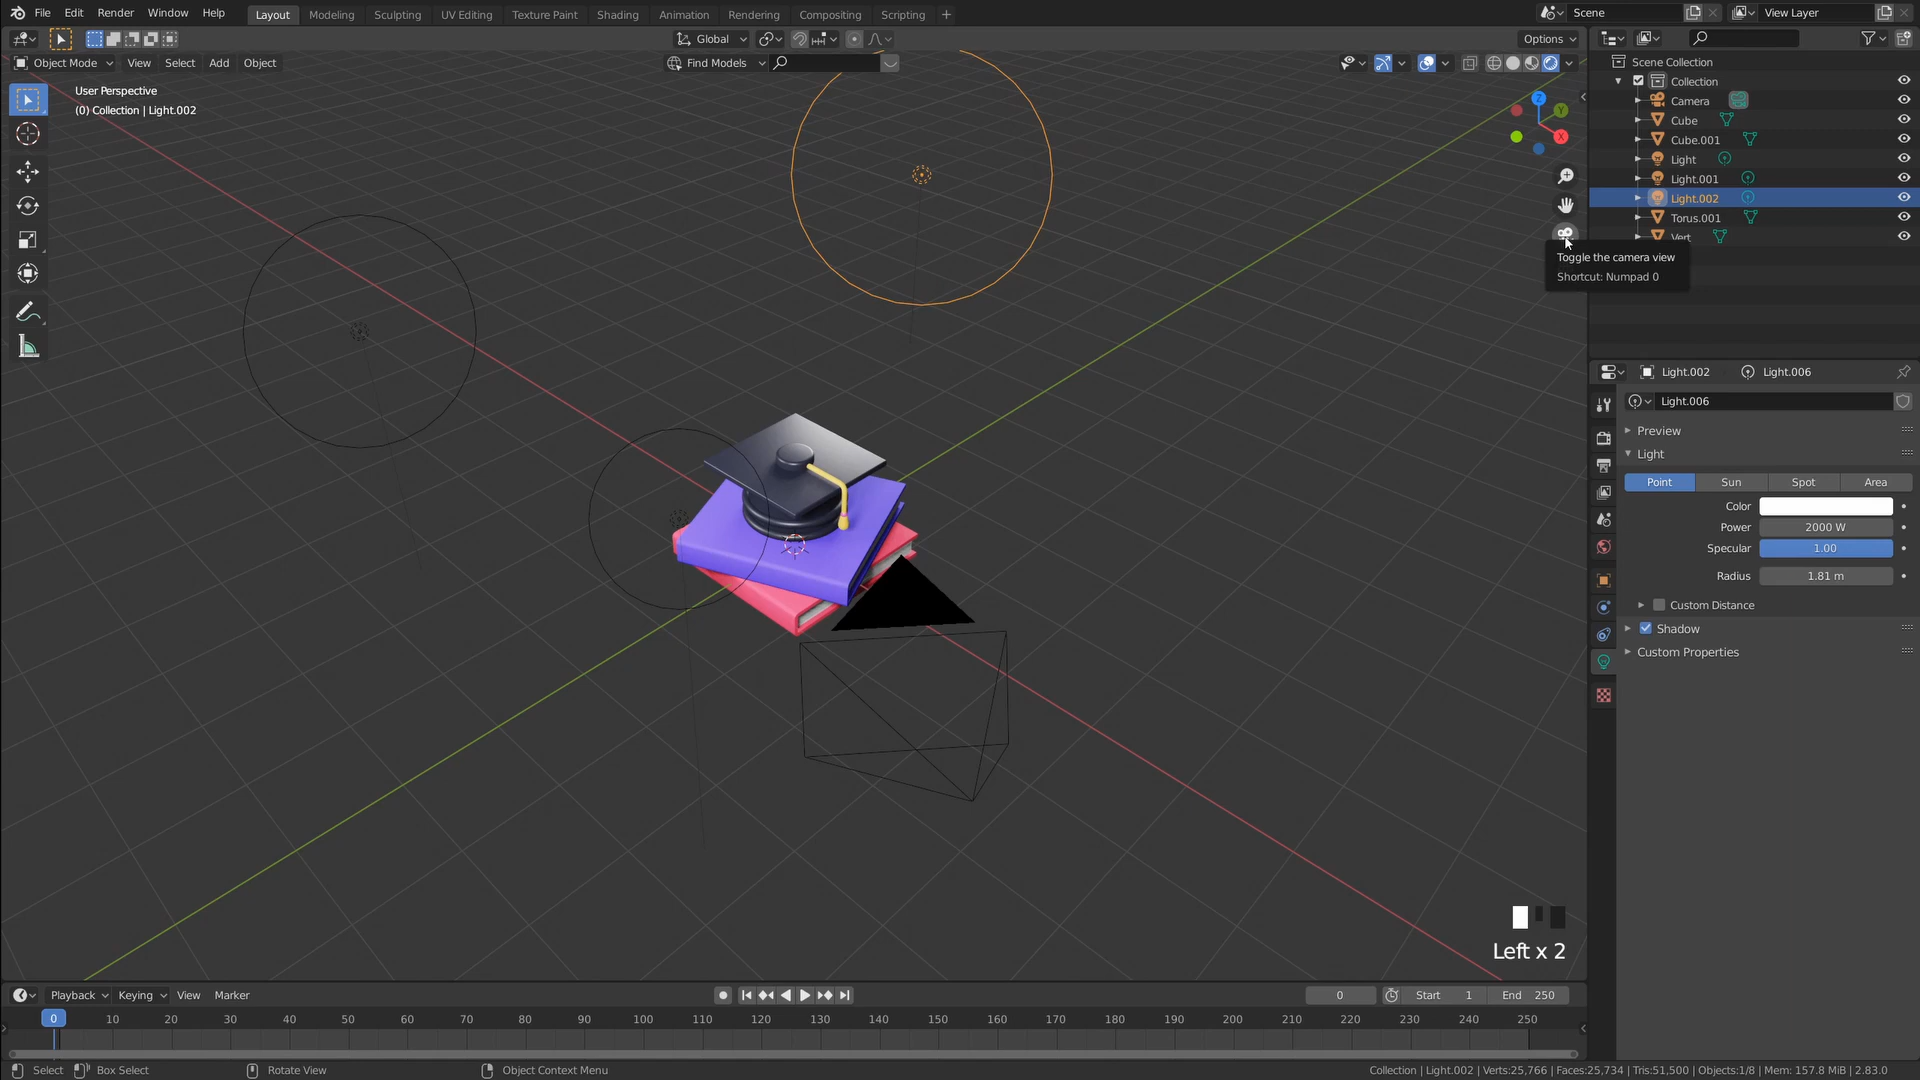 File Edit Render Window Help Layout Modeling Sculpting UV Editing Texture Paint Shading Animation Rendering Compositing Scripting + Scene View Layer
Global Options
Object Mode View Select Add Object Find Models
User Perspective
(0) Collection | Light.002
Z
Y
X
Scene Collection
Collection
Camera
Cube
Cube.001
Light
Light.001
Light.002
Torus.001
Vert
Toggle the camera view
Shortcut: Numpad 0
Light.002 Light.006
Light.006
Preview
Light
Point Sun Spot Area
Color
Power 2000 W
Specular 1.00
Radius 1.81 m
Custom Distance
Shadow
Custom Properties
Left x 2
Playback Keying View Marker 0 Start 1 End 250
0 10 20 30 40 50 60 70 80 90 100 110 120 130 140 150 160 170 180 190 200 210 220 230 240 250
Select Box Select Rotate View Object Context Menu Collection | Light.002 | Verts:25,766 | Faces:25,734 | Tris:51,500 | Objects:1/8 | Mem: 157.8 MiB | 2.83.0